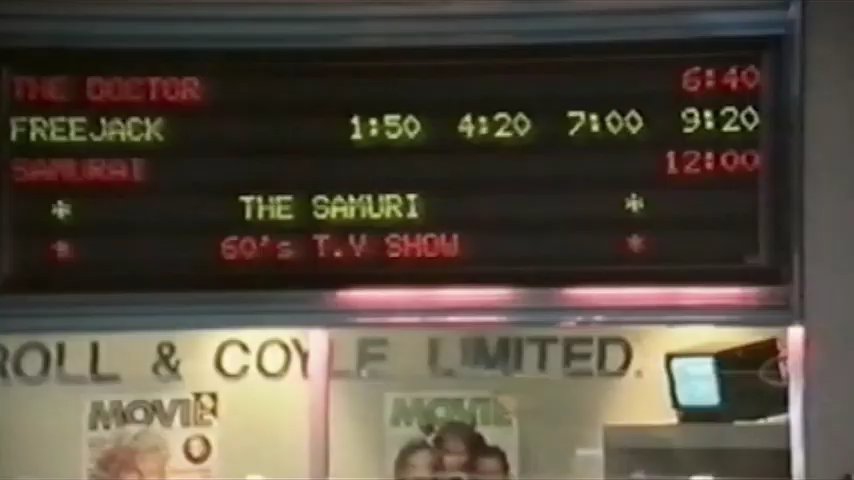 THE DOCTOR 6:40
FREEJACK 1:50 4:20 7:00 9:20
SAMURAI 12:00
* THE SAMURI *
* 60's T.V SHOW *
ROLL & COYLE LIMITED.
MOVIE MOVIE